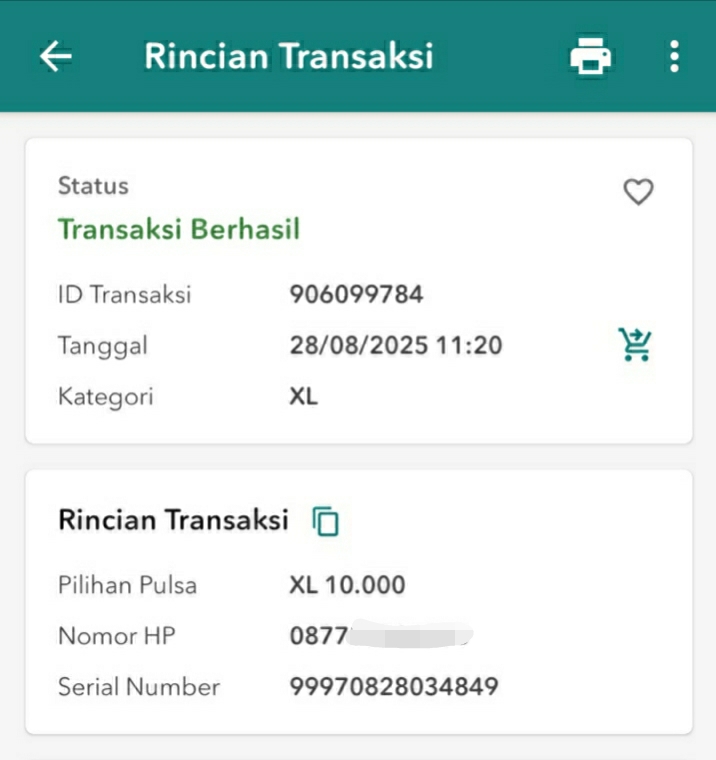 Rincian Transaksi
Status
Transaksi Berhasil
ID Transaksi 906099784
Tanggal 28/08/2025 11:20
Kategori XL
Rincian Transaksi
Pilihan Pulsa XL 10.000
Nomor HP 0877
Serial Number 99970828034849